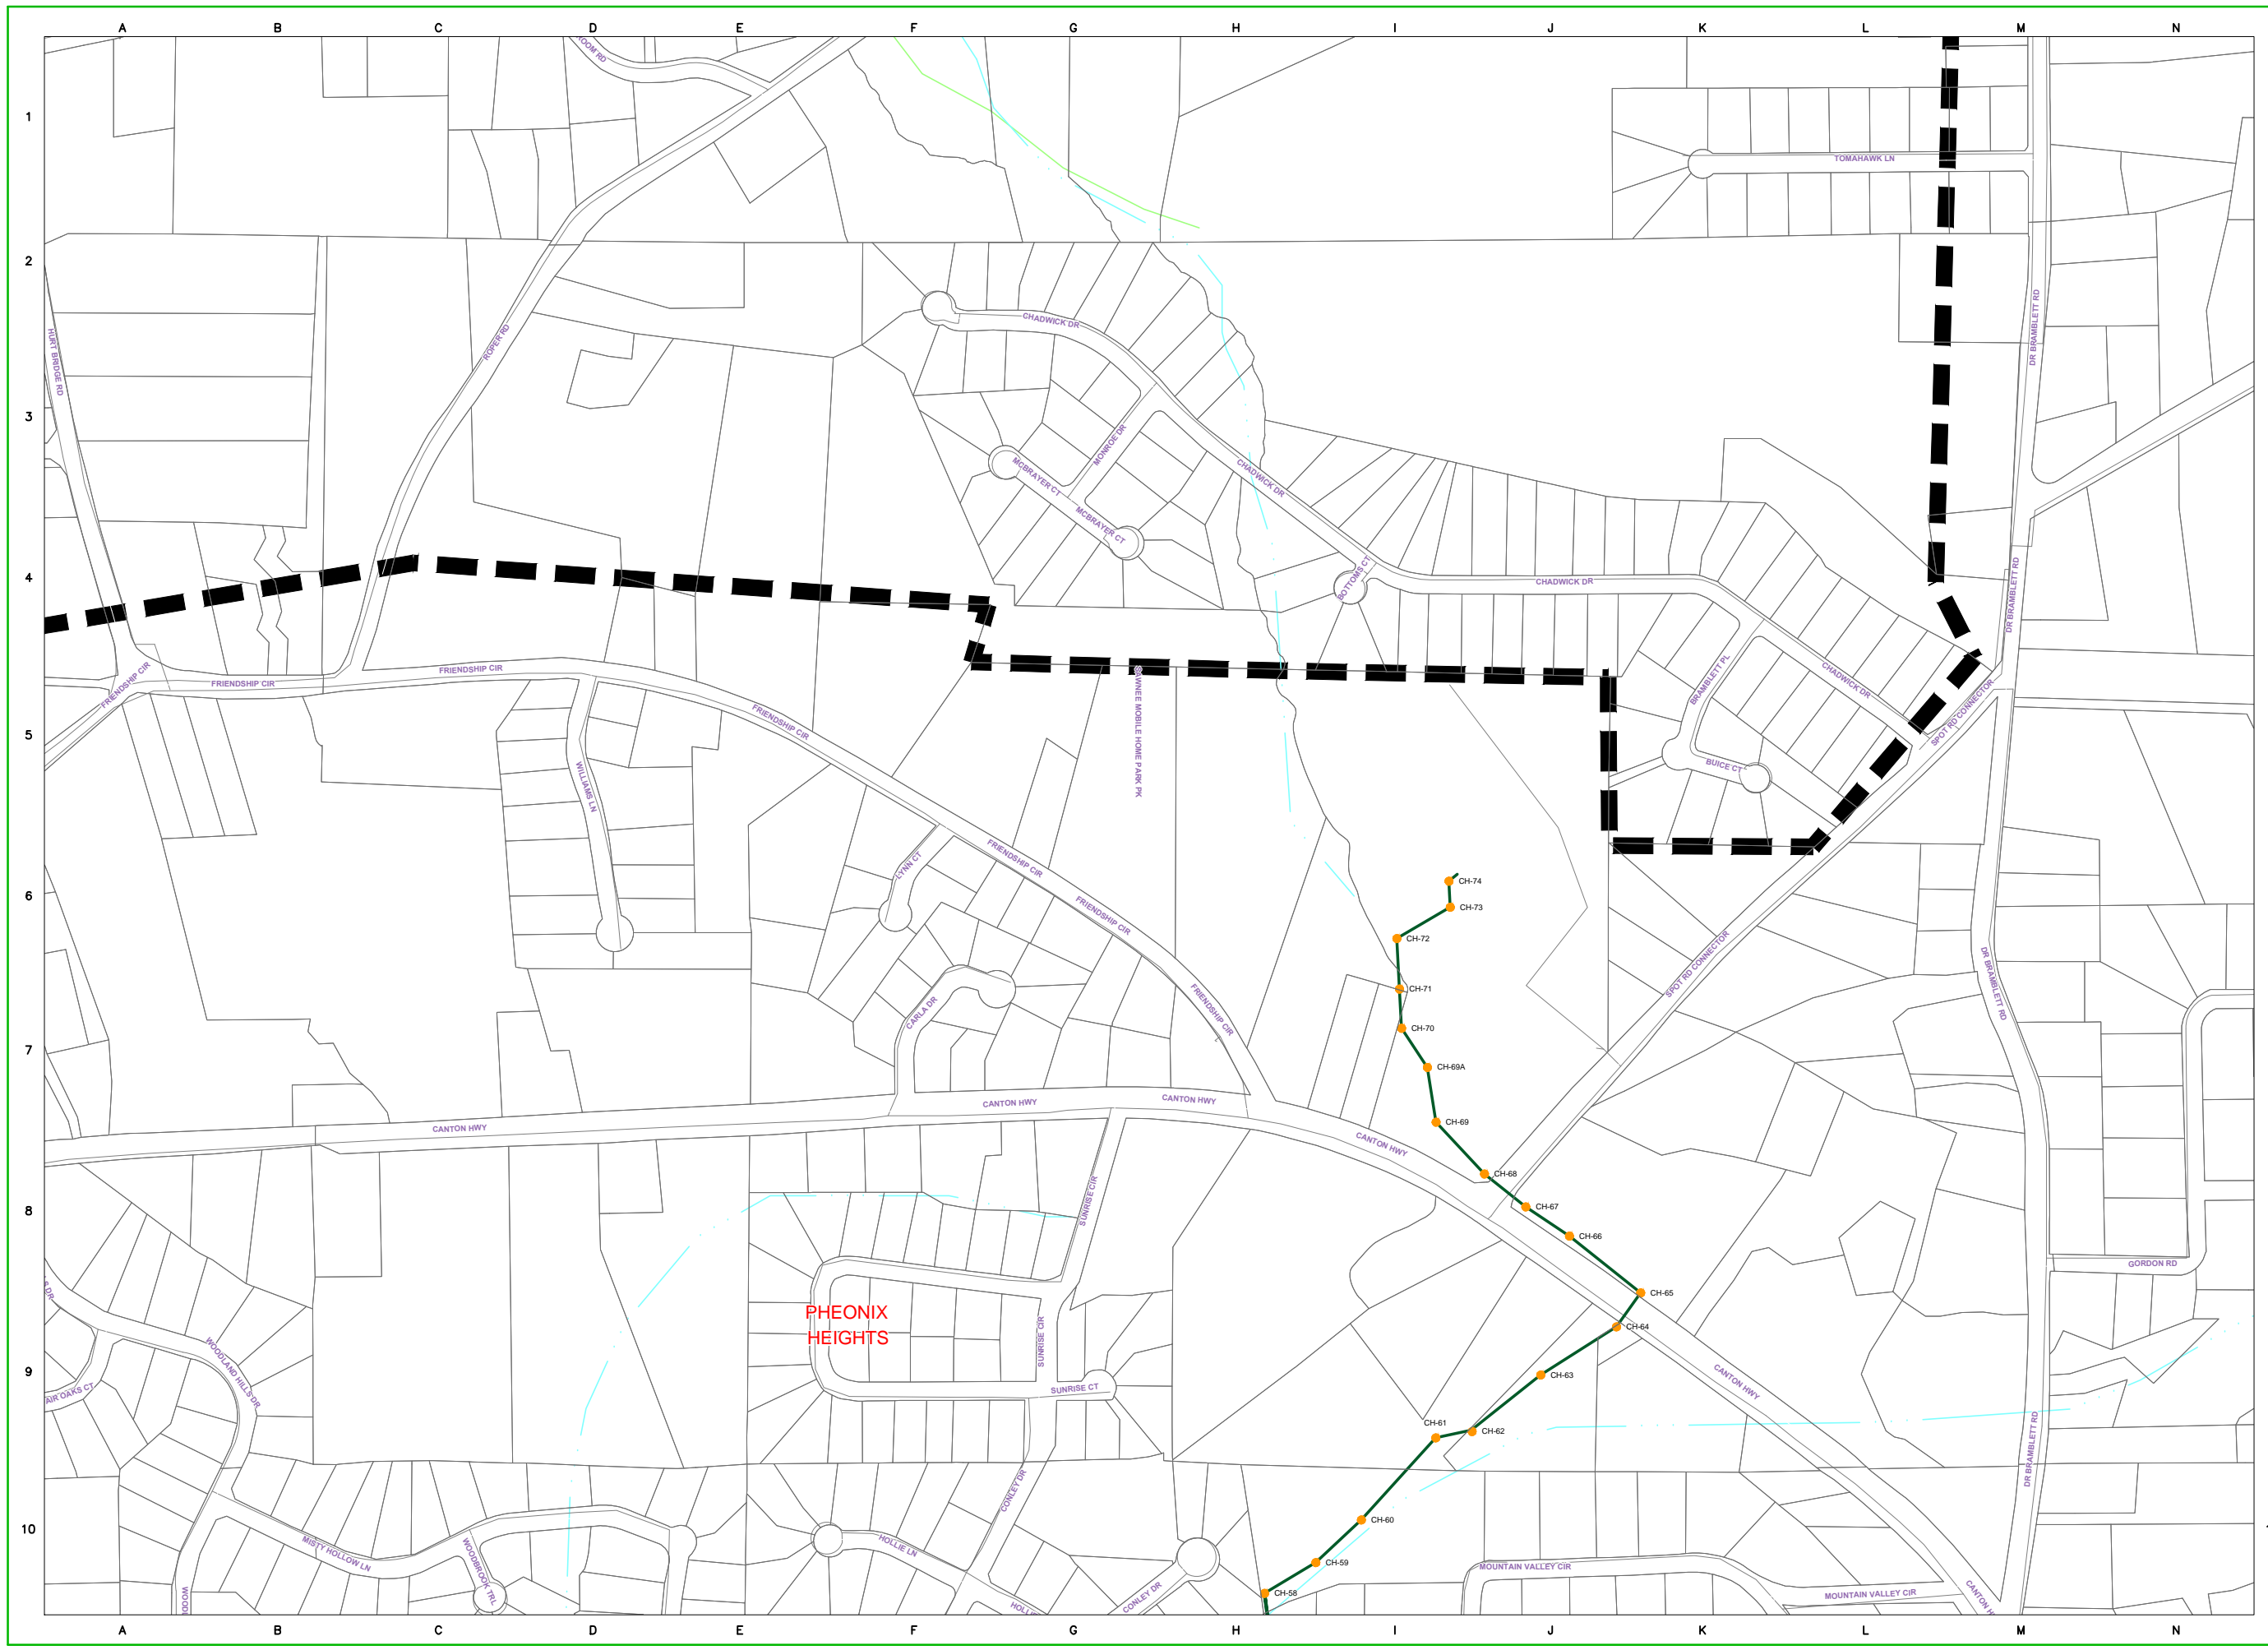 A B C D E F G H I J K L M N
1
TOMAHAWK LN
2
HURT BRIDGE RD
ROPER RD
CHADWICK DR
DR BRAMBLETT RD
3
MONROE DR
MCBRAYER CT
CHADWICK DR
MCBRAYER CT
4
BOTTOMS CT
CHADWICK DR
DR BRAMBLETT RD
FRIENDSHIP CIR
FRIENDSHIP CIR
FRIENDSHIP CIR
BRAMBLETT PL
CHADWICK DR
SPOT RD CONNECTOR
5
FRIENDSHIP CIR
WILLIAMS LN
BUICE CT
FRIENDSHIP CIR
LYNN CT
6
CH-74
CH-73
FRIENDSHIP CIR
CH-72
SPOT RD CONNECTOR
DR BRAMBLETT RD
CH-71
FRIENDSHIP CIR
CARLA DR
CH-70
7
CH-69A
CANTON HWY
CANTON HWY
CANTON HWY
CH-69
CANTON HWY
CH-68
SUNRISE CIR
8
CH-67
CH-66
GORDON RD
CH-65
PHEONIX
HEIGHTS
CH-64
SUNRISE CIR
WOODLAND HILLS DR
9
CH-63
CANTON HWY
SUNRISE CT
CH-61
CH-62
DR BRAMBLETT RD
CONLEY DR
10
CH-60
HOLLIE LN
MISTY HOLLOW LN
WOODBROOK TRL
CH-59
MOUNTAIN VALLEY CIR
CH-58
CONLEY DR
MOUNTAIN VALLEY CIR
A B C D E F G H I J K L M N